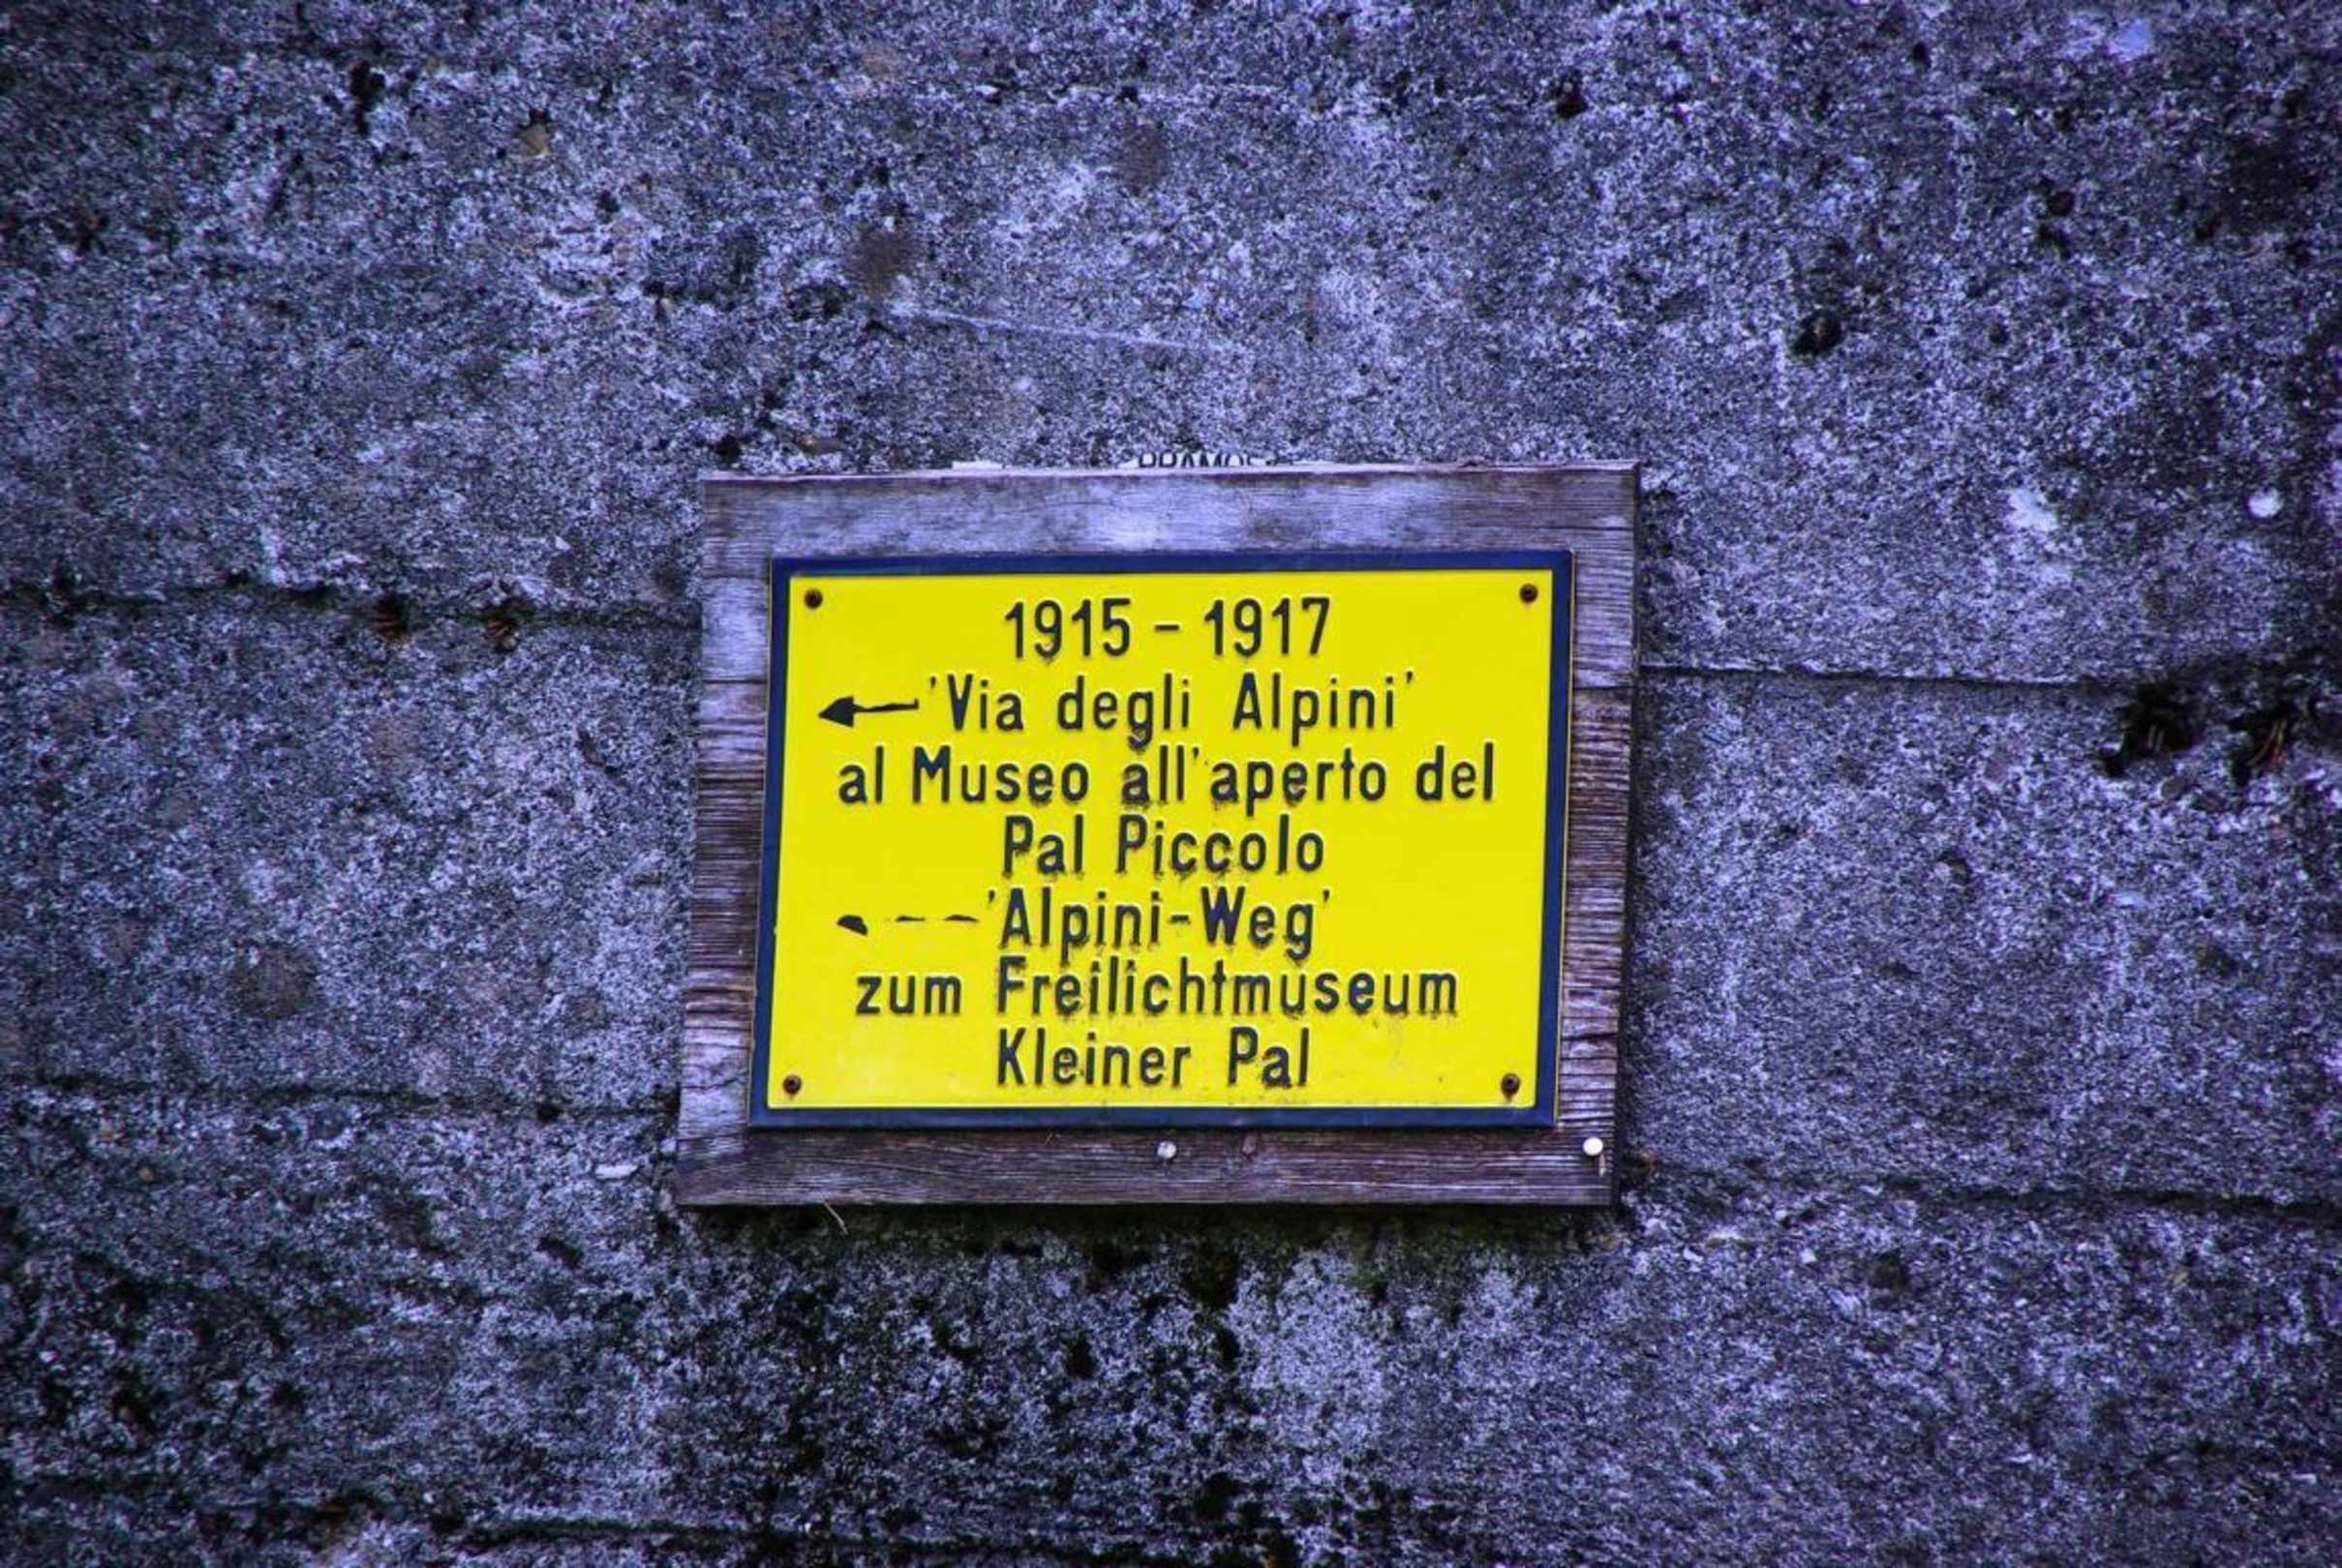 1915 - 1917
'Via degli Alpini'
al Museo all'aperto del
Pal Piccolo
'Alpini-Weg'
zum Freilichtmuseum
Kleiner Pal